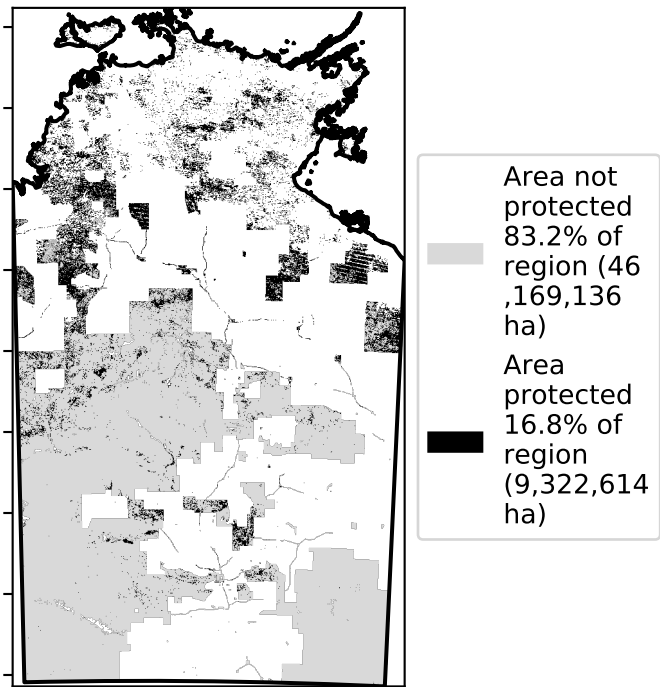 Area not
protected
83.2% of
region (46
,169,136
ha)
Area
protected
16.8% of
region
(9,322,614
ha)